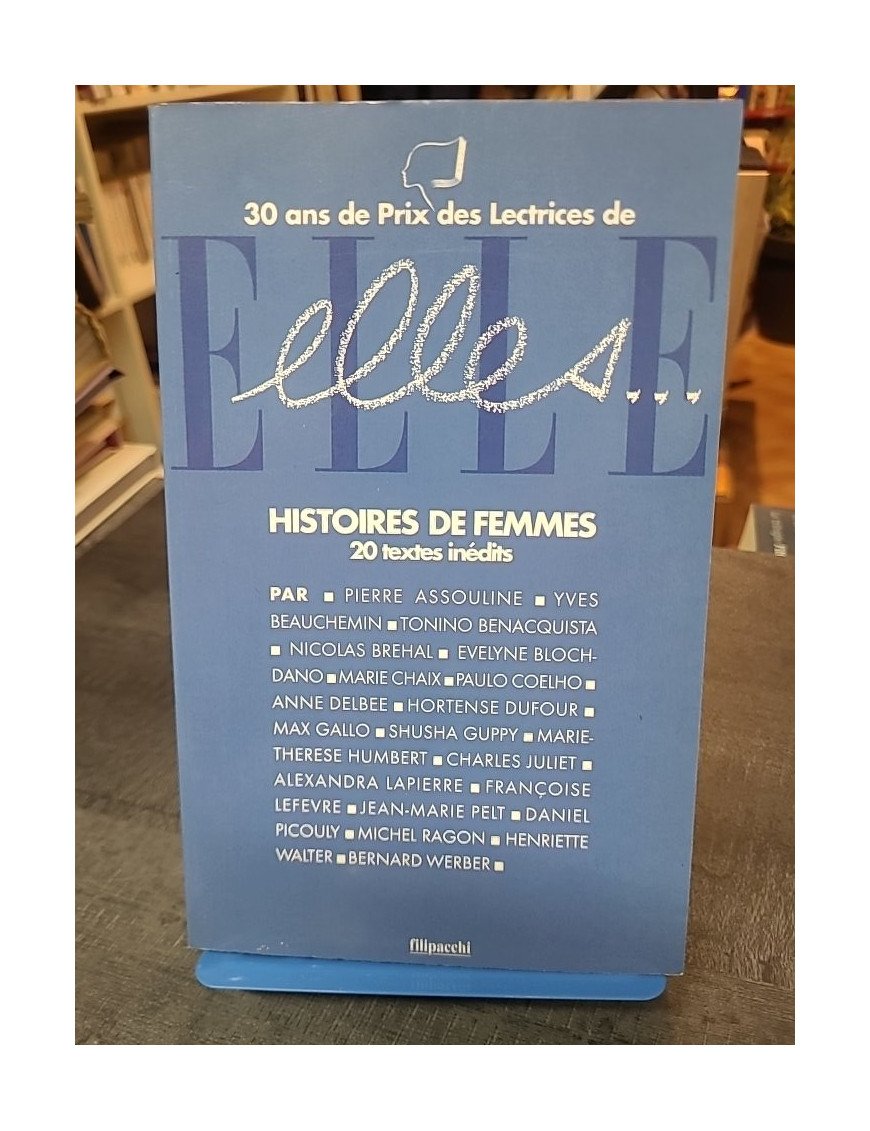 30 ans de Prix des Lectrices de
ELLE
elles...
HISTOIRES DE FEMMES
20 textes inédits
PAR ■ PIERRE ASSOULINE ■ YVES
BEAUCHEMIN ■ TONINO BENACQUISTA
■ NICOLAS BREHAL ■ EVELYNE BLOCH-
DANO ■ MARIE CHAIX ■ PAULO COELHO ■
ANNE DELBEE ■ HORTENSE DUFOUR ■
MAX GALLO ■ SHUSHA GUPPY ■ MARIE-
THERESE HUMBERT ■ CHARLES JULIET ■
ALEXANDRA LAPIERRE ■ FRANÇOISE
LEFEVRE ■ JEAN-MARIE PELT ■ DANIEL
PICOULY ■ MICHEL RAGON ■ HENRIETTE
WALTER ■ BERNARD WERBER ■
filipacchi